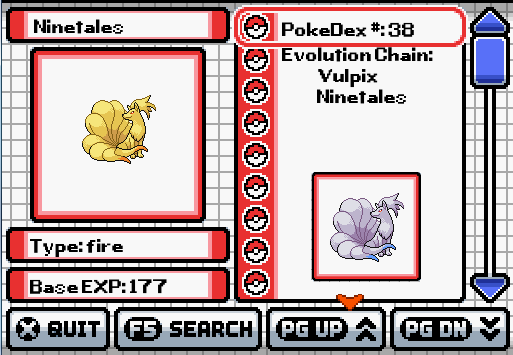 Ninetales
PokeDex #:38
Evolution Chain:
Vulpix
Ninetales
Type:fire
Base EXP:177
X QUIT
F5 SEARCH
PG UP
PG DN